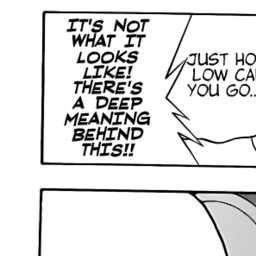 IT'S NOT
WHAT IT
LOOKS
LIKE!
THERE'S
A DEEP
MEANING
BEHIND
THIS!!
JUST HO
LOW CA
YOU GO..